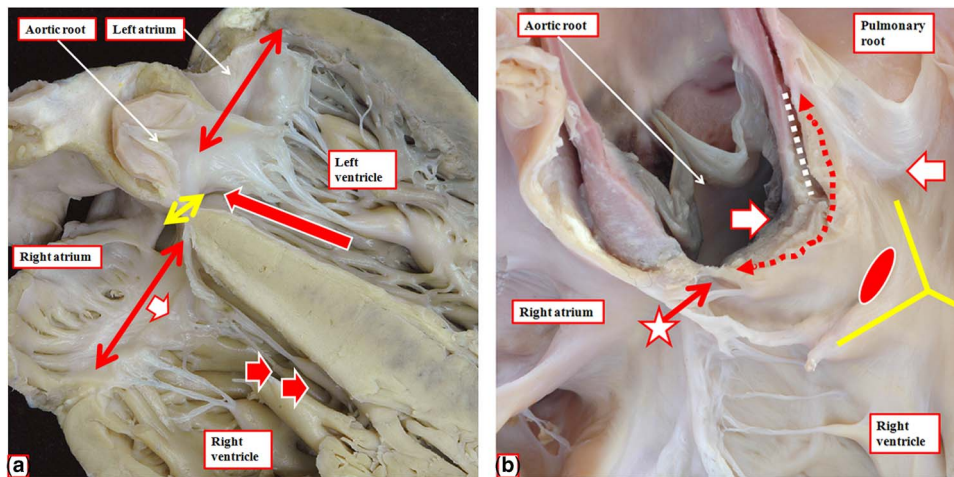 Aortic root
Left atrium
Left
ventricle
Right atrium
Right
ventricle
a
Aortic root
Pulmonary
root
Right atrium
Right
ventricle
b